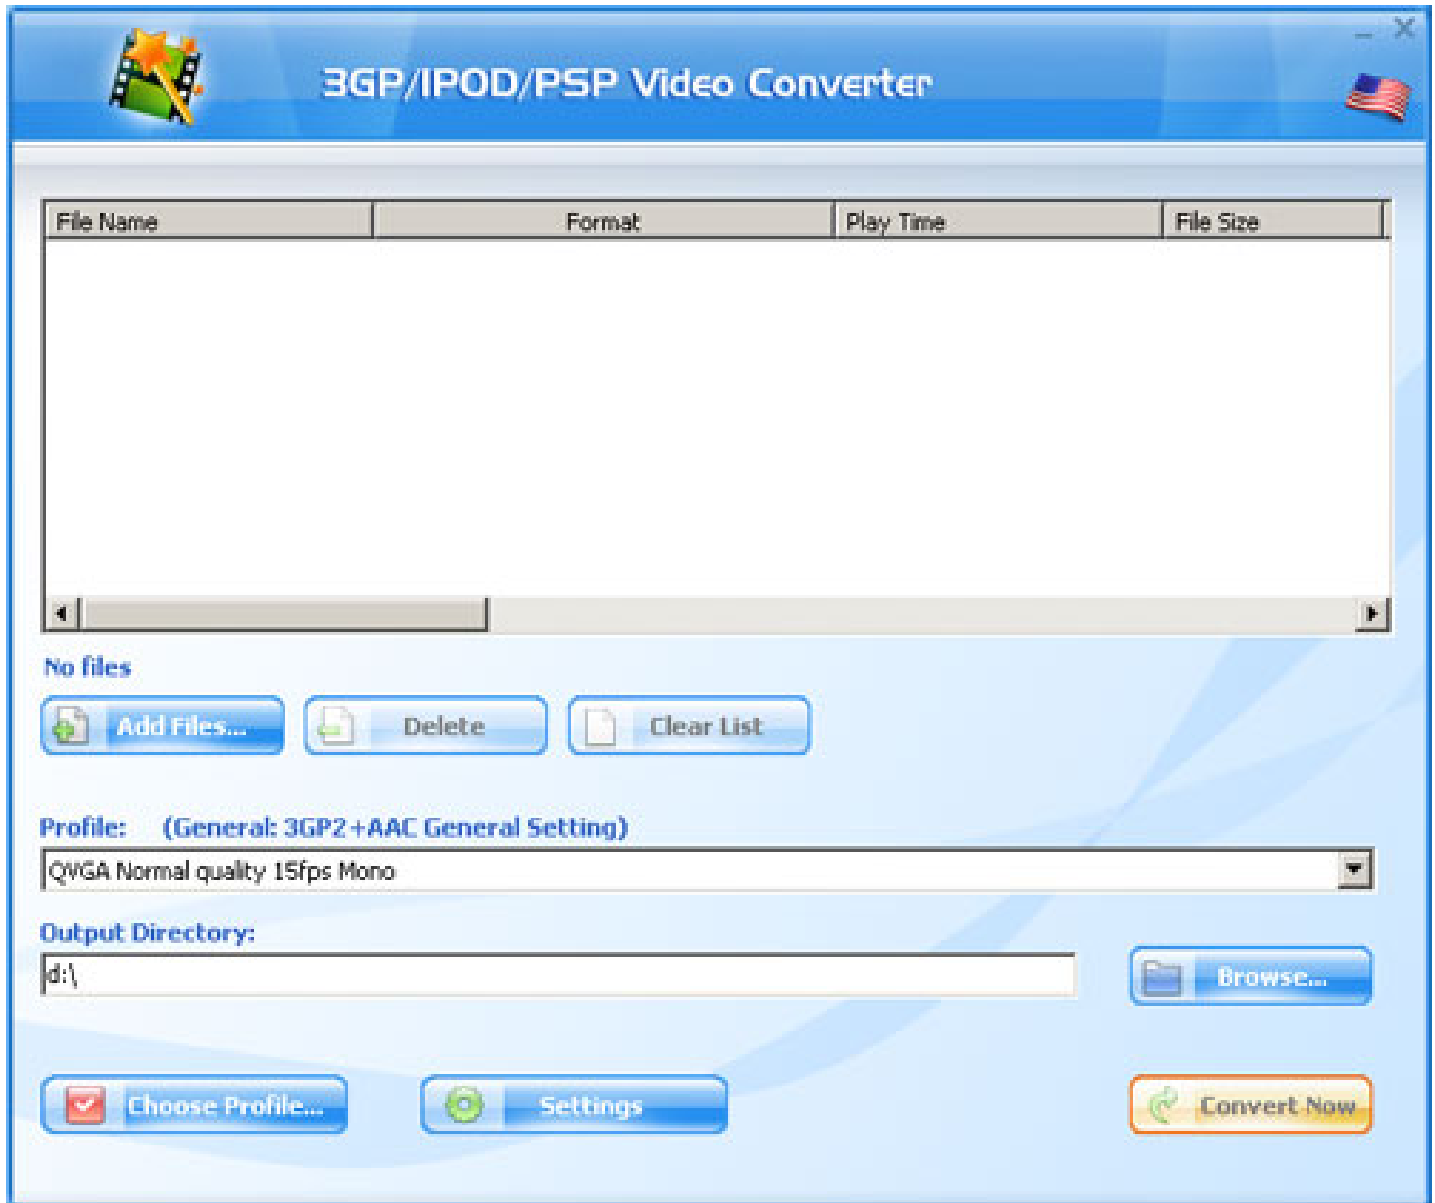 3GP/IPOD/PSP Video Converter
File Name Format Play Time File Size
No files
Add Files... Delete Clear List
Profile: (General: 3GP2+AAC General Setting)
QVGA Normal quality 15fps Mono
Output Directory:
d:\
Browse...
Choose Profile... Settings Convert Now